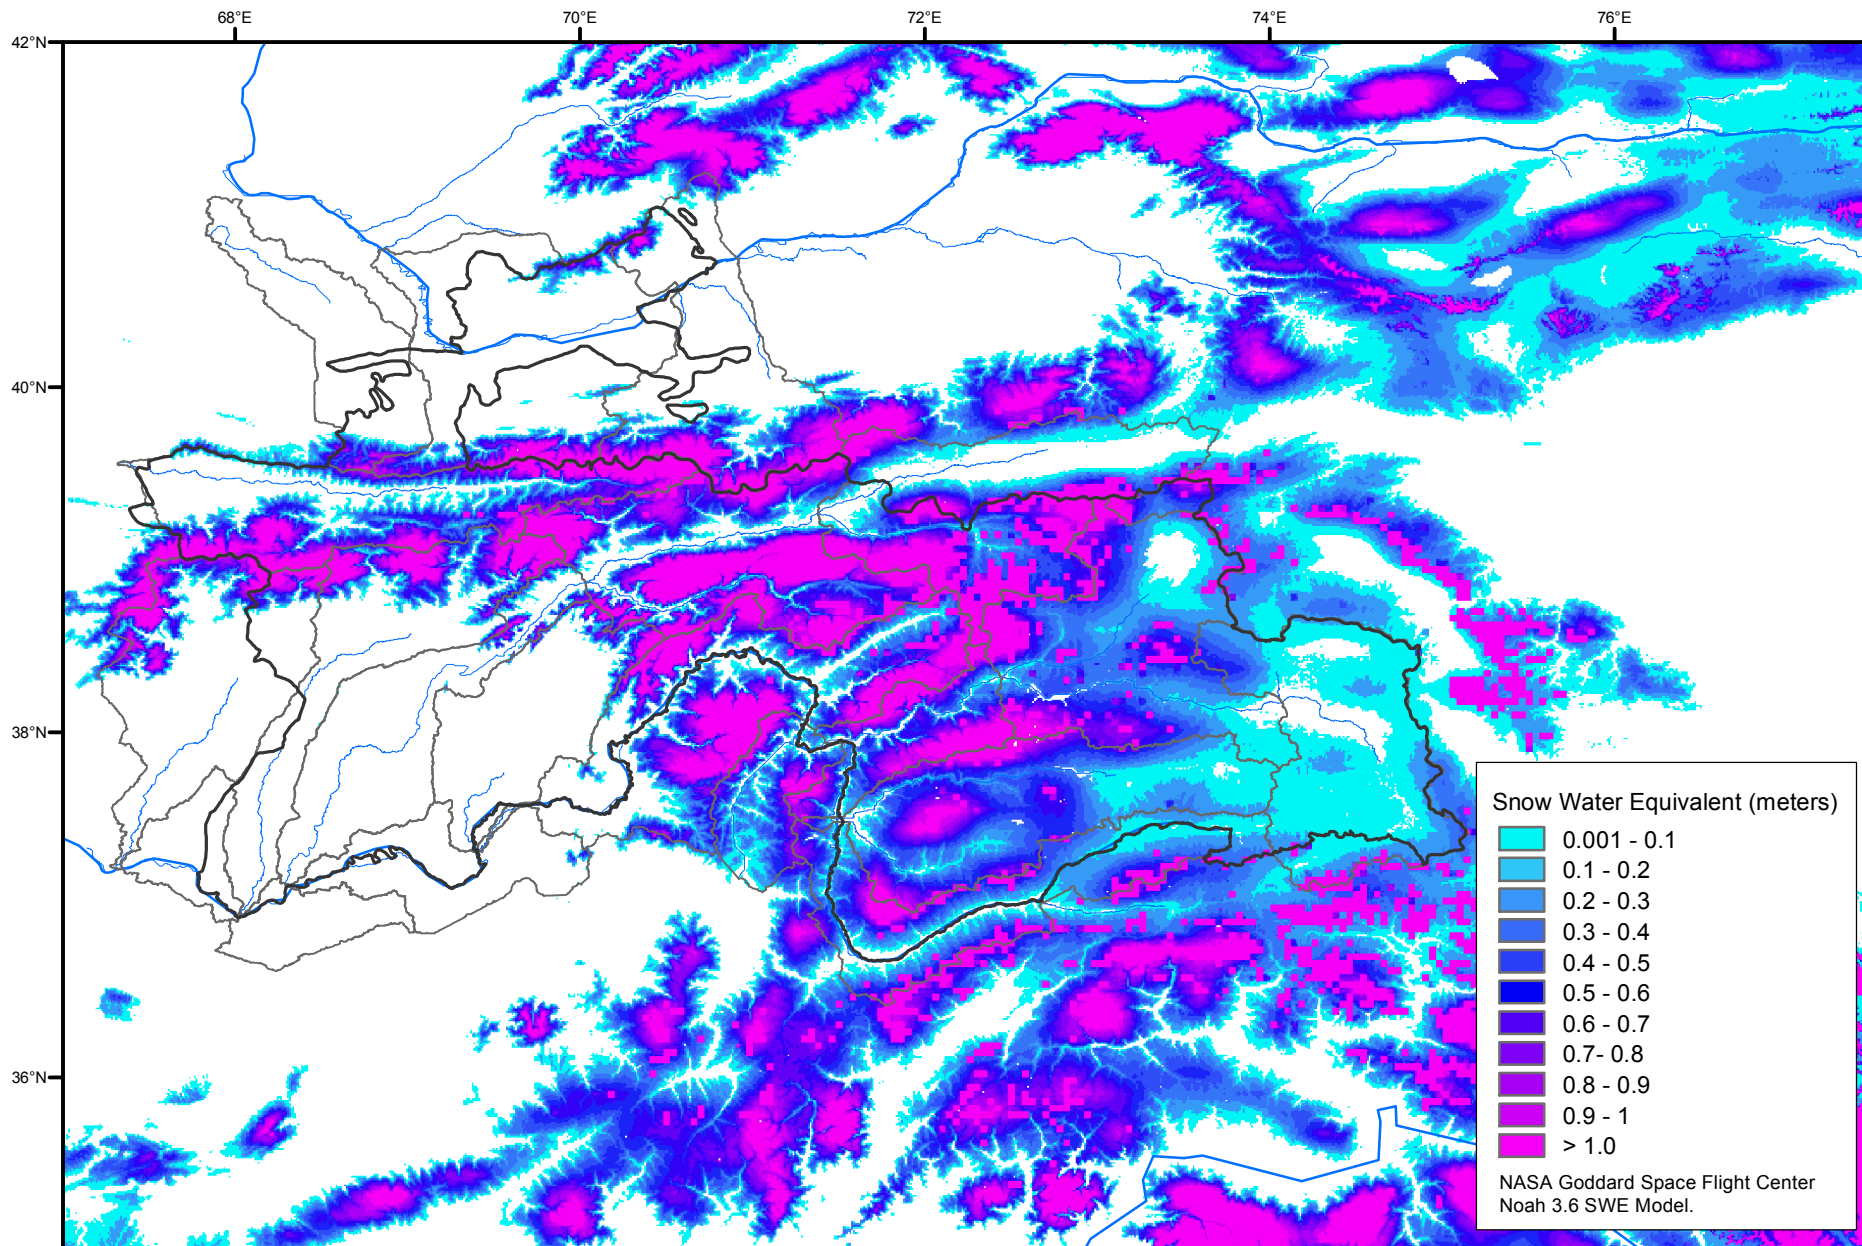 68°E 70°E 72°E 74°E 76°E
42°N
40°N
38°N
36°N
Snow Water Equivalent (meters)
0.001 - 0.1
0.1 - 0.2
0.2 - 0.3
0.3 - 0.4
0.4 - 0.5
0.5 - 0.6
0.6 - 0.7
0.7- 0.8
0.8 - 0.9
0.9 - 1
> 1.0
NASA Goddard Space Flight Center
Noah 3.6 SWE Model.